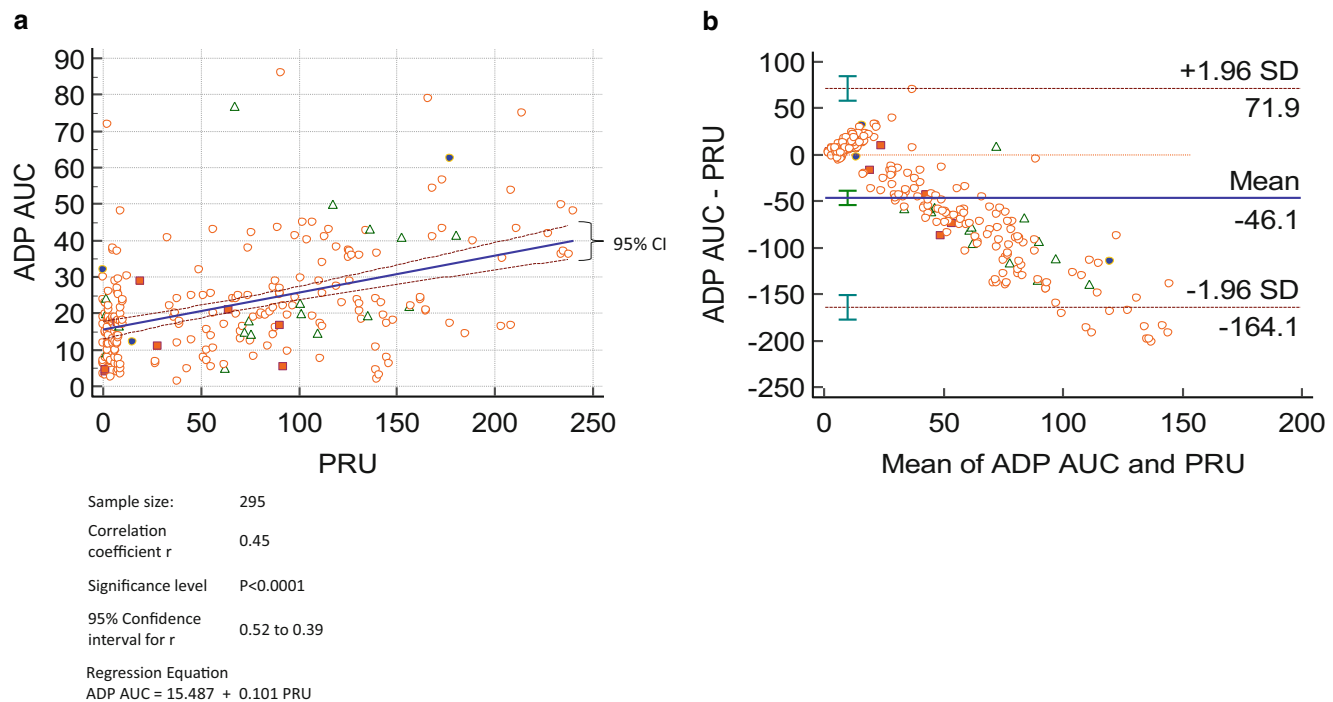 a
ADP AUC
90
80
70
60
50
40
30
20
10
0
0 50 100 150 200 250
PRU
95% CI
Sample size: 295
Correlation
coefficient r 0.45
Significance level P<0.0001
95% Confidence
interval for r 0.52 to 0.39
Regression Equation
ADP AUC = 15.487 + 0.101 PRU
b
ADP AUC - PRU
100
50
0
-50
-100
-150
-200
-250
+1.96 SD
71.9
Mean
-46.1
-1.96 SD
-164.1
0 50 100 150 200
Mean of ADP AUC and PRU